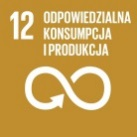 12 ODPOWIEDZIALNA
KONSUMPCJA
I PRODUKCJA